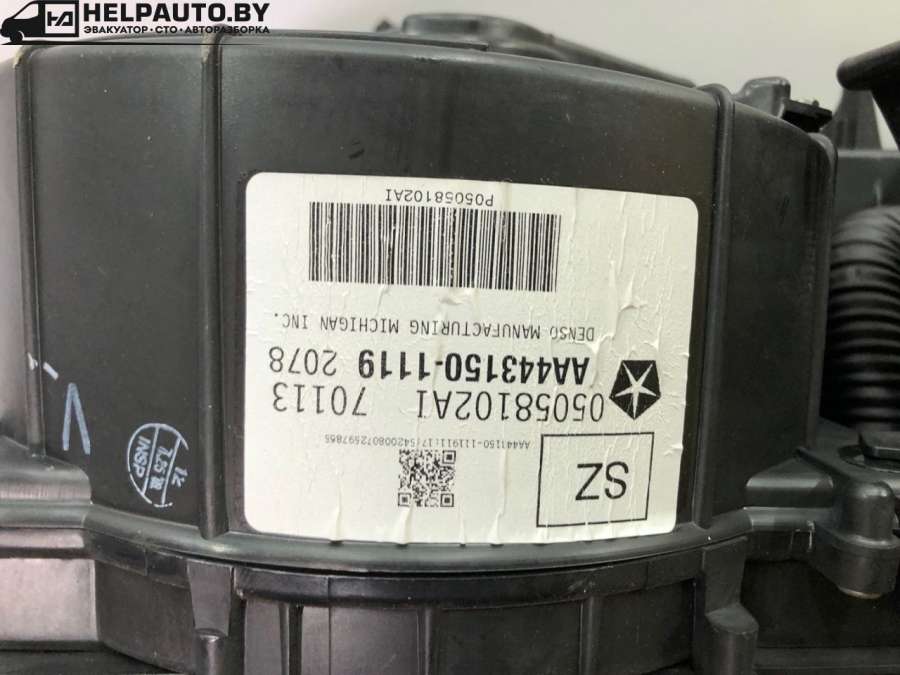 HELPAUTO.BY
ЭВАКУАТОР · СТО · АВТОРАЗБОРКА
SZ
05058102AI 70113
AA443150-1119 2078
DENSO MANUFACTURING MICHIGAN INC.
P05058102AI
INSP